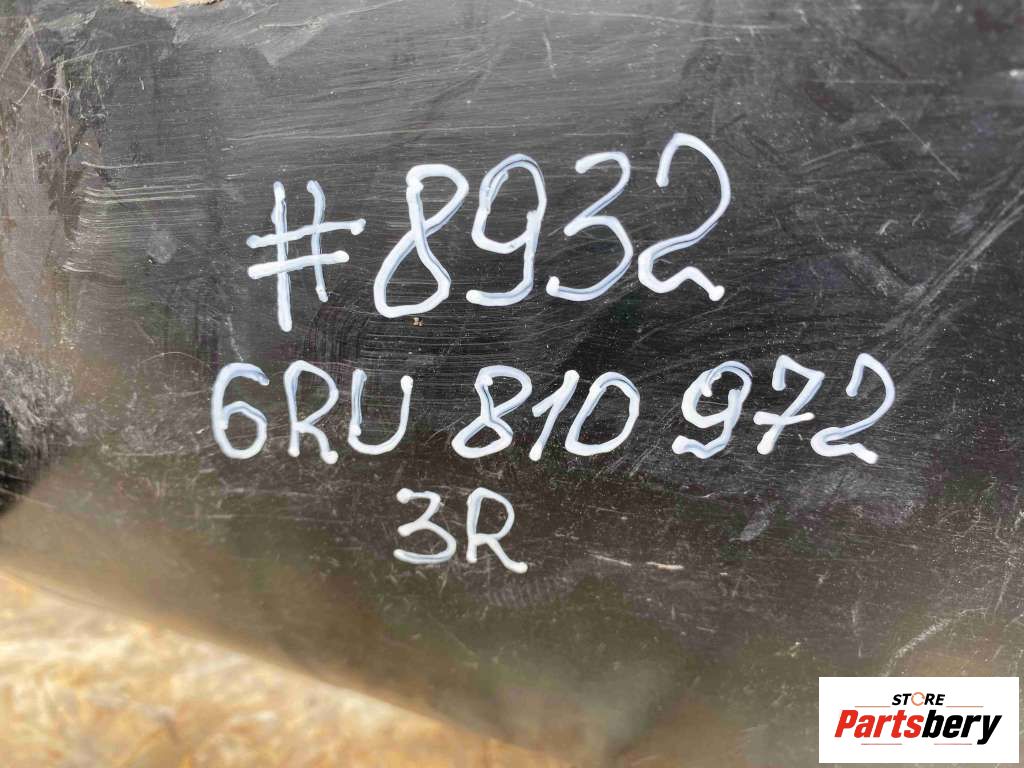 #8932
6RU 810 972
3R
STORE
Partsbery